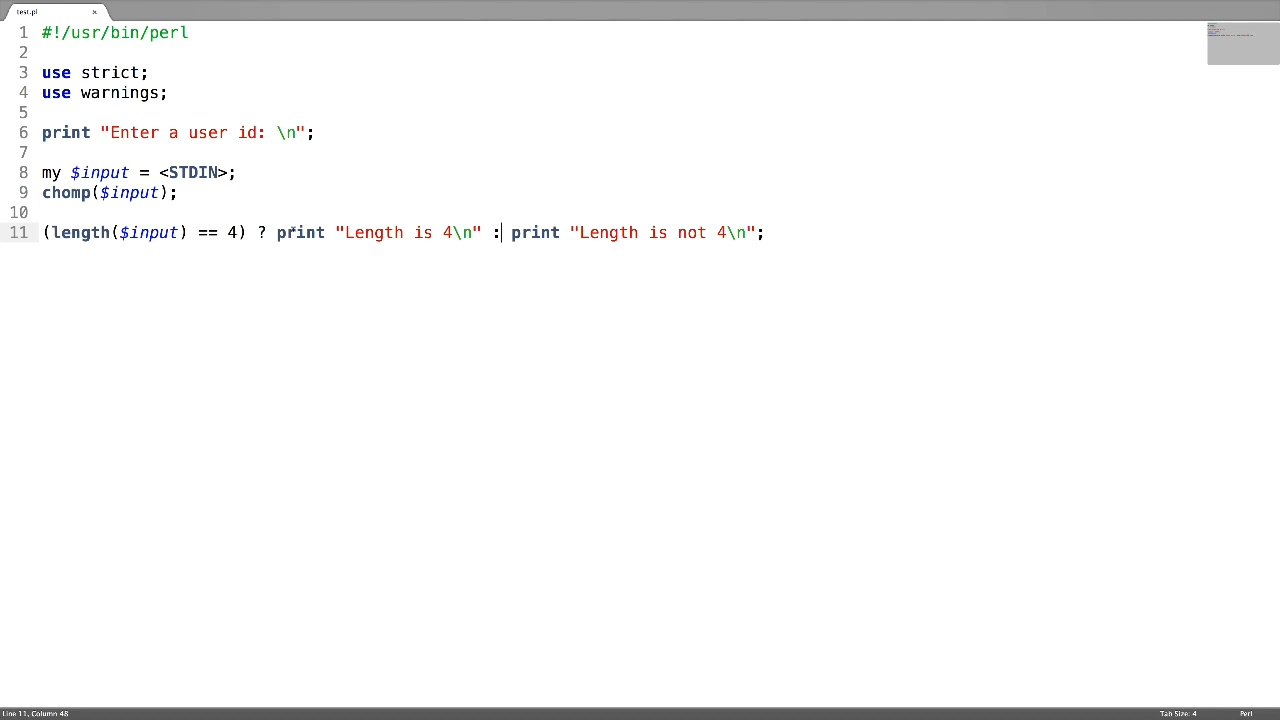 test.pl ×
1 #!/usr/bin/perl
2
3 use strict;
4 use warnings;
5
6 print "Enter a user id: \n";
7
8 my $input = <STDIN>;
9 chomp($input);
10
11 (length($input) == 4) ? print "Length is 4\n" : print "Length is not 4\n";
Line 11, Column 48 Tab Size: 4 Perl